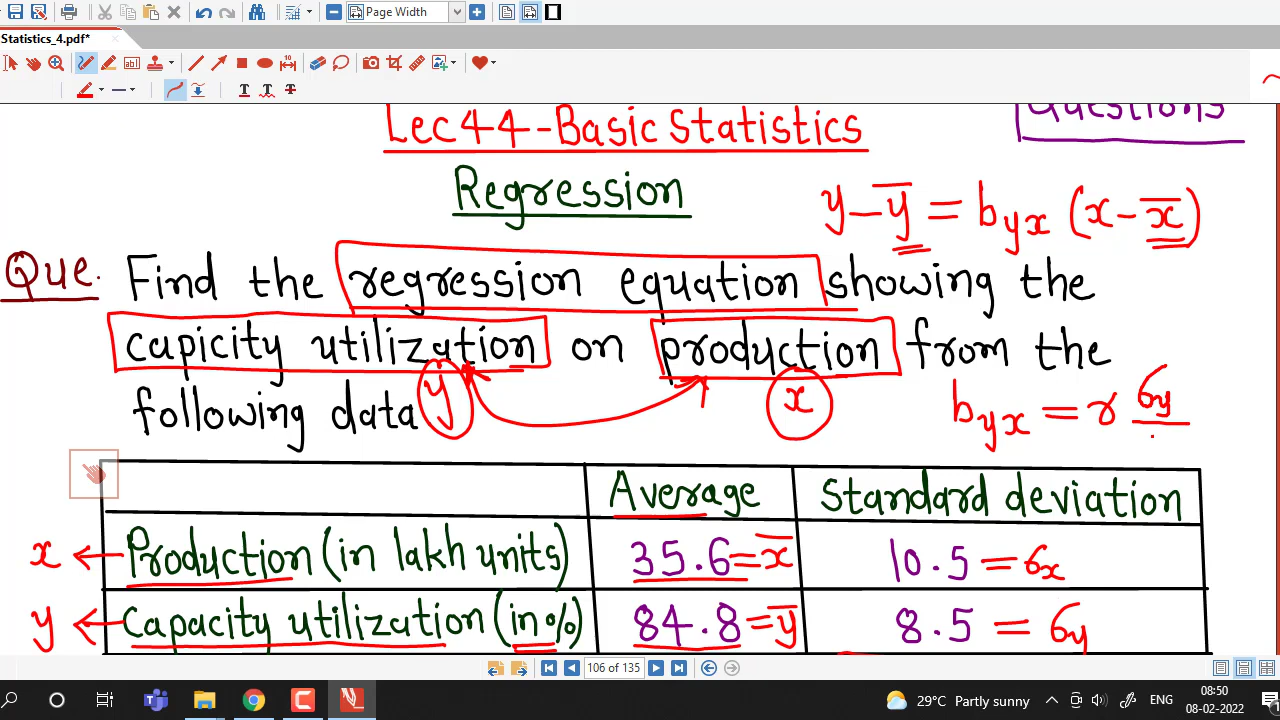 Page Width
Statistics_4.pdf*
10
Questions
Lec 44-Basic Statistics
Regression
y - y̅ = byx (x - x̅)
Que. Find the regression equation showing the
capicity utilization on production from the
following data
y
x
byx = r σy
Average
Standard deviation
x ← Production (in lakh units)
35.6 = x̅
10.5 = σx
y ← Capacity utilization (in %)
84.8 = y̅
8.5 = σy
106 of 135
29°C Partly sunny
ENG
08:50
08-02-2022